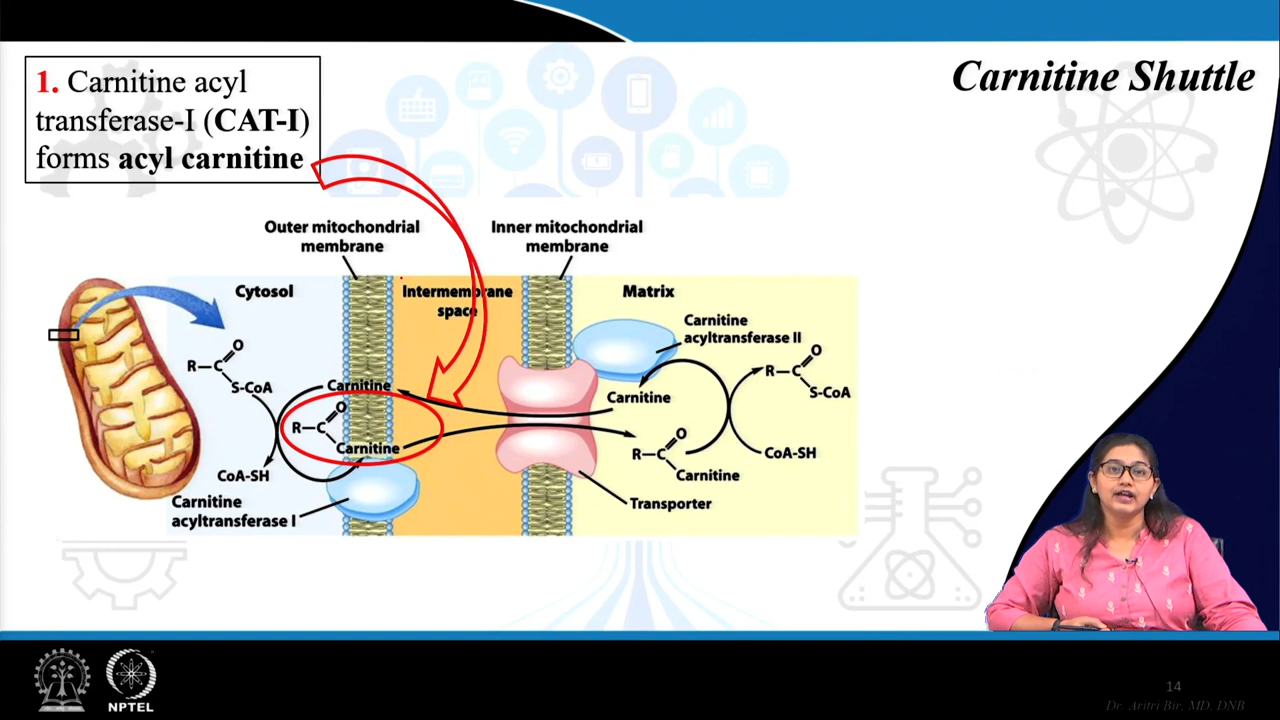 Carnitine Shuttle
1. Carnitine acyl
transferase-I (CAT-I)
forms acyl carnitine
Outer mitochondrial
membrane
Inner mitochondrial
membrane
Cytosol
Intermembrane
space
Matrix
Carnitine
acyltransferase II
R—C
O
S-CoA
Carnitine
R—C
O
Carnitine
CoA-SH
Carnitine
acyltransferase I
Carnitine
R—C
O
S-CoA
R—C
O
Carnitine
CoA-SH
Transporter
NPTEL
14
Dr. Aritri Bir, MD, DNB